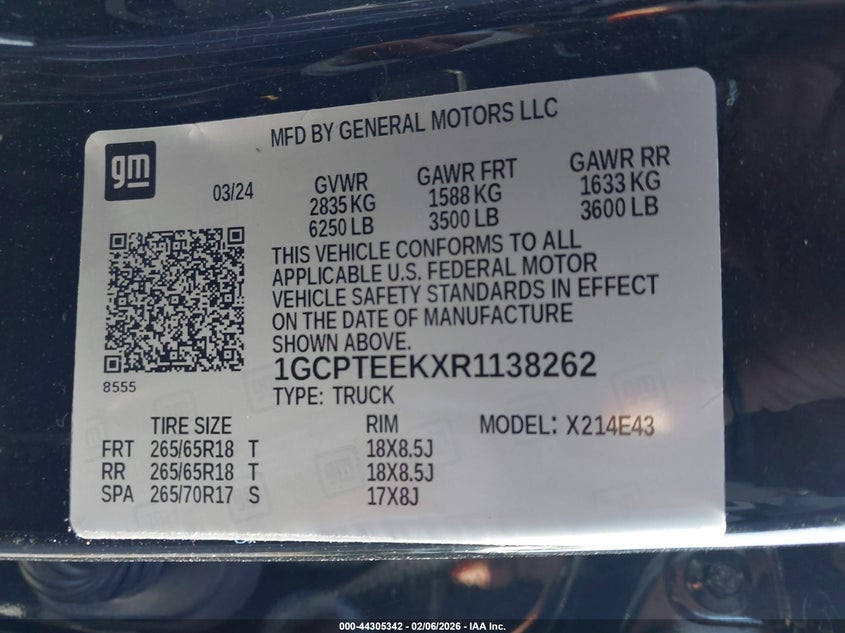 MFD BY GENERAL MOTORS LLC
gm
03/24
GVWR GAWR FRT GAWR RR
2835 KG 1588 KG 1633 KG
6250 LB 3500 LB 3600 LB
THIS VEHICLE CONFORMS TO ALL
APPLICABLE U.S. FEDERAL MOTOR
VEHICLE SAFETY STANDARDS IN EFFECT
ON THE DATE OF MANUFACTURE
SHOWN ABOVE.
1GCPTEEKXR1138262
8555
TYPE: TRUCK
TIRE SIZE RIM MODEL: X214E43
FRT 265/65R18 T 18X8.5J
RR 265/65R18 T 18X8.5J
SPA 265/70R17 S 17X8J
000-44305342 - 02/06/2026 - IAA Inc.